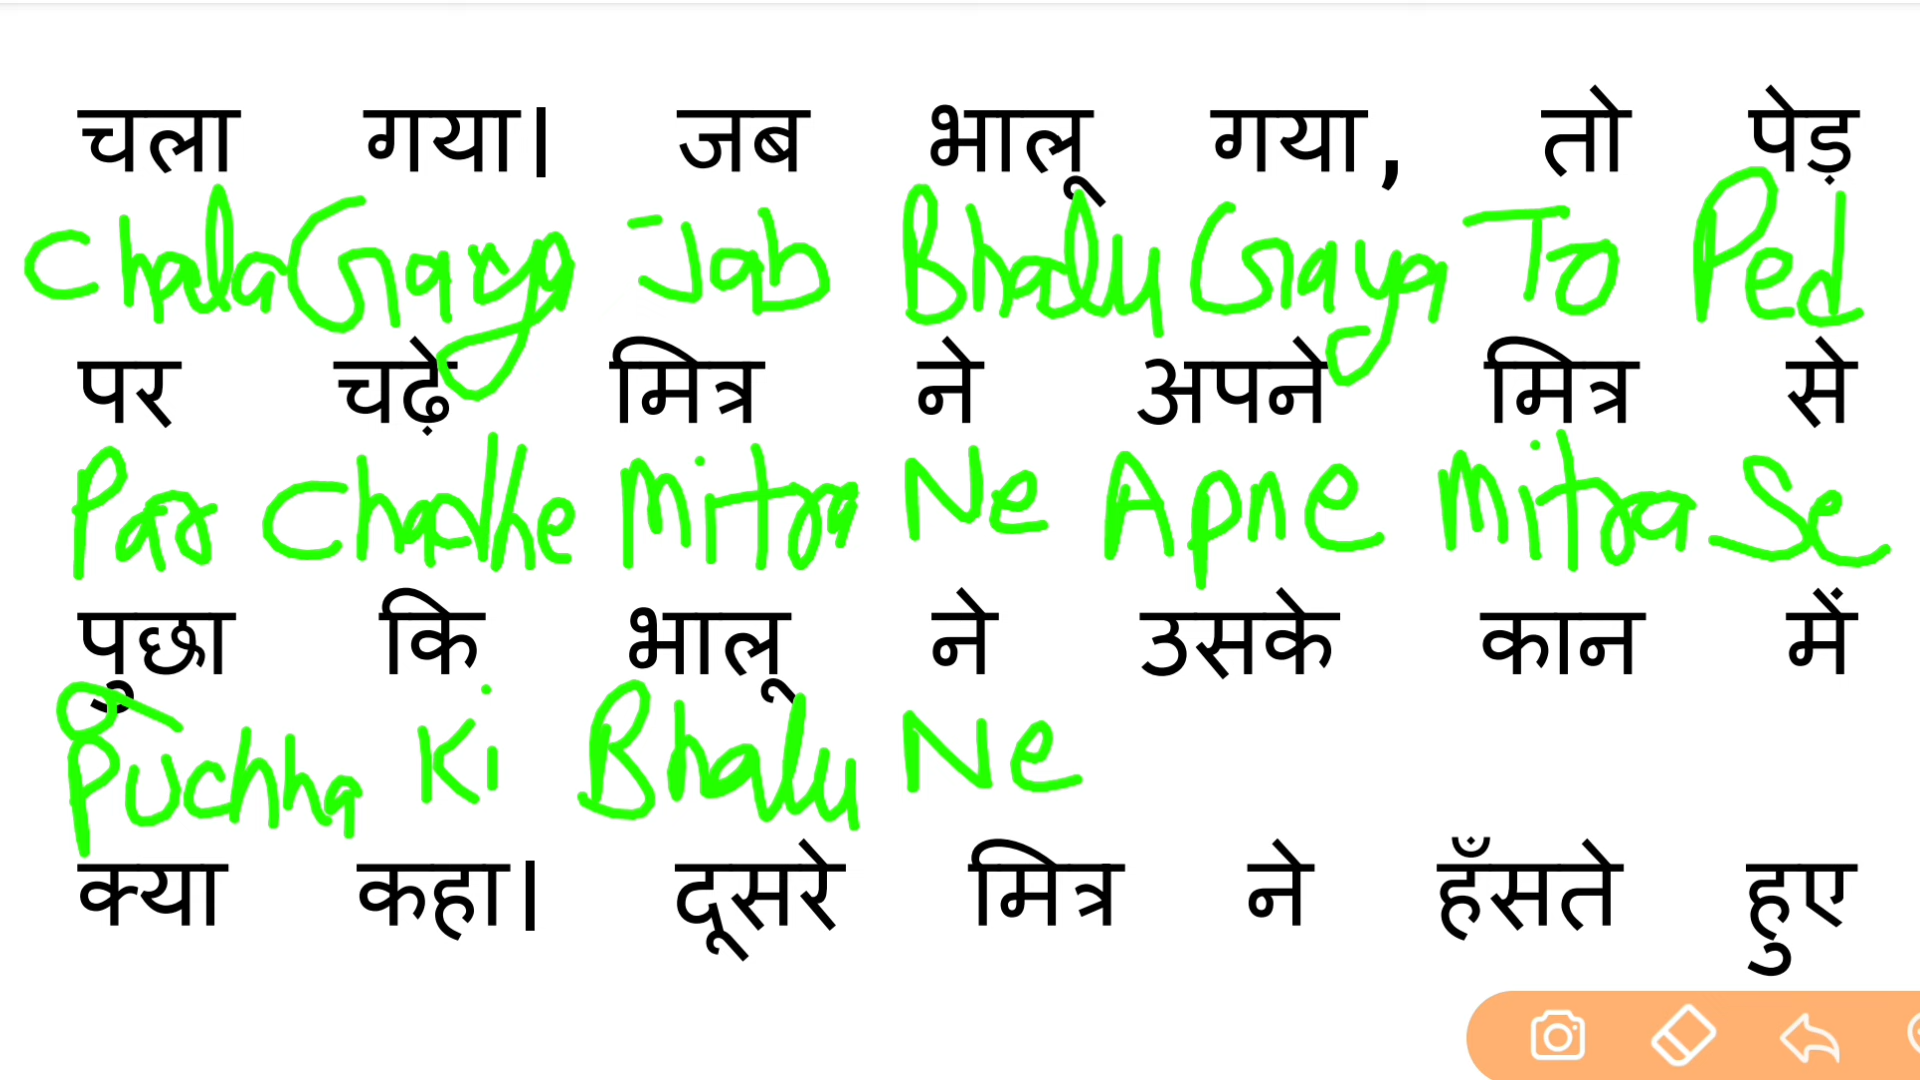 चला गया। जब भालू गया, तो पेड़
Chala Gaya Jab Bhalu Gaya To Ped
पर चढ़े मित्र ने अपने मित्र से
Par Chadhe Mitra Ne Apne Mitra Se
पुछा कि भालू ने उसके कान में
Puchha Ki Bhalu Ne
क्या कहा। दूसरे मित्र ने हँसते हुए